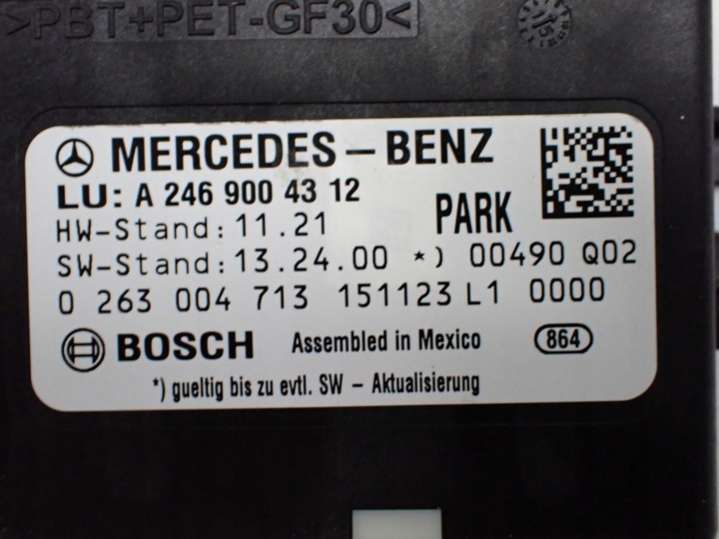 >PBT+PET-GF30<
15
MERCEDES-BENZ
LU: A 246 900 43 12
HW-Stand: 11.21 PARK
SW-Stand: 13.24.00 *) 00490 Q02
0 263 004 713 151123 L1 0000
BOSCH Assembled in Mexico 864
*) gueltig bis zu evtl. SW - Aktualisierung